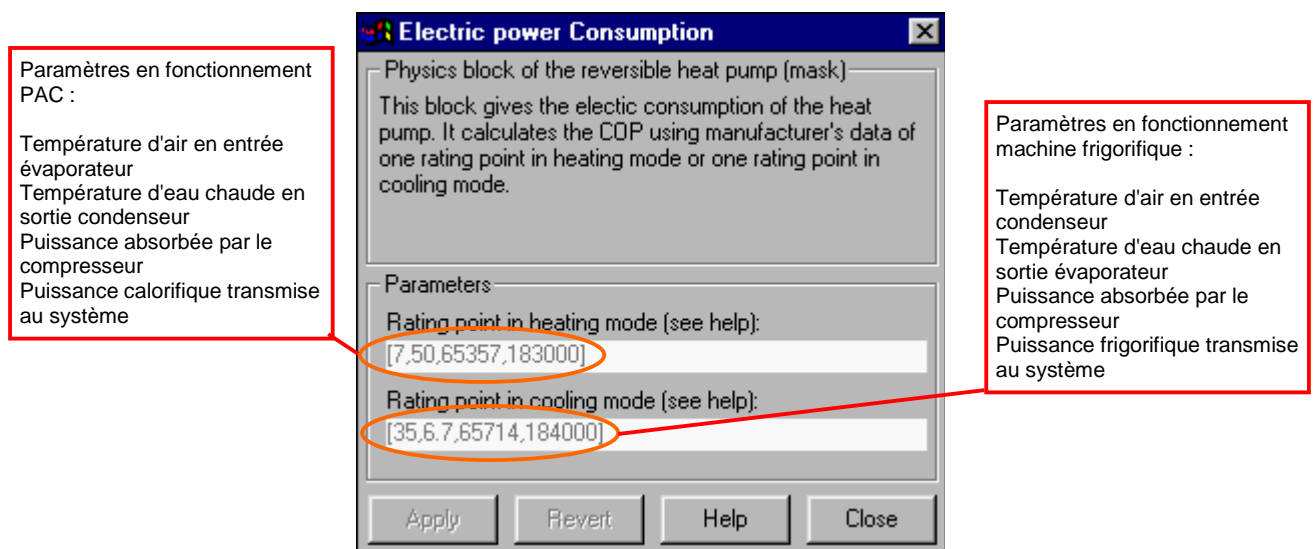 Paramètres en fonctionnement
PAC :
Température d'air en entrée
évaporateur
Température d'eau chaude en
sortie condenseur
Puissance absorbée par le
compresseur
Puissance calorifique transmise
au système
Electric power Consumption
Physics block of the reversible heat pump (mask)
This block gives the electic consumption of the heat
pump. It calculates the COP using manufacturer's data of
one rating point in heating mode or one rating point in
cooling mode.
Parameters
Rating point in heating mode (see help):
[7,50,65357,183000]
Rating point in cooling mode (see help):
[35,6.7,65714,184000]
Apply
Revert
Help
Close
Paramètres en fonctionnement
machine frigorifique :
Température d'air en entrée
condenseur
Température d'eau chaude en
sortie évaporateur
Puissance absorbée par le
compresseur
Puissance frigorifique transmise
au système